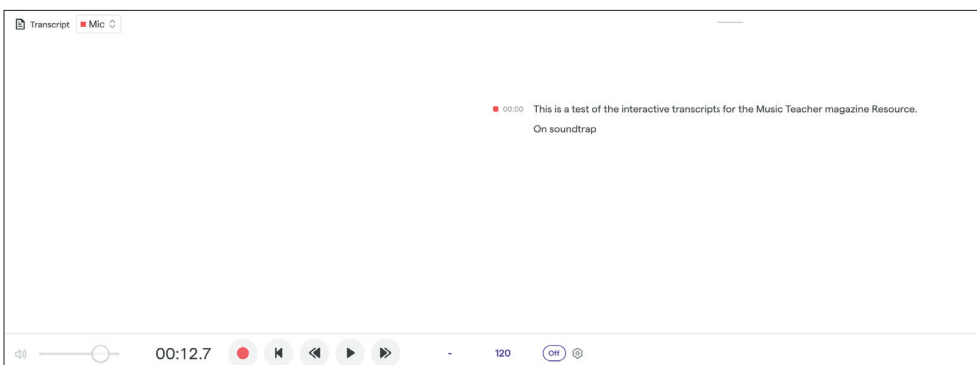 Transcript Mic
00:00 This is a test of the interactive transcripts for the Music Teacher magazine Resource.
On soundtrap
00:12.7 - 120 Off